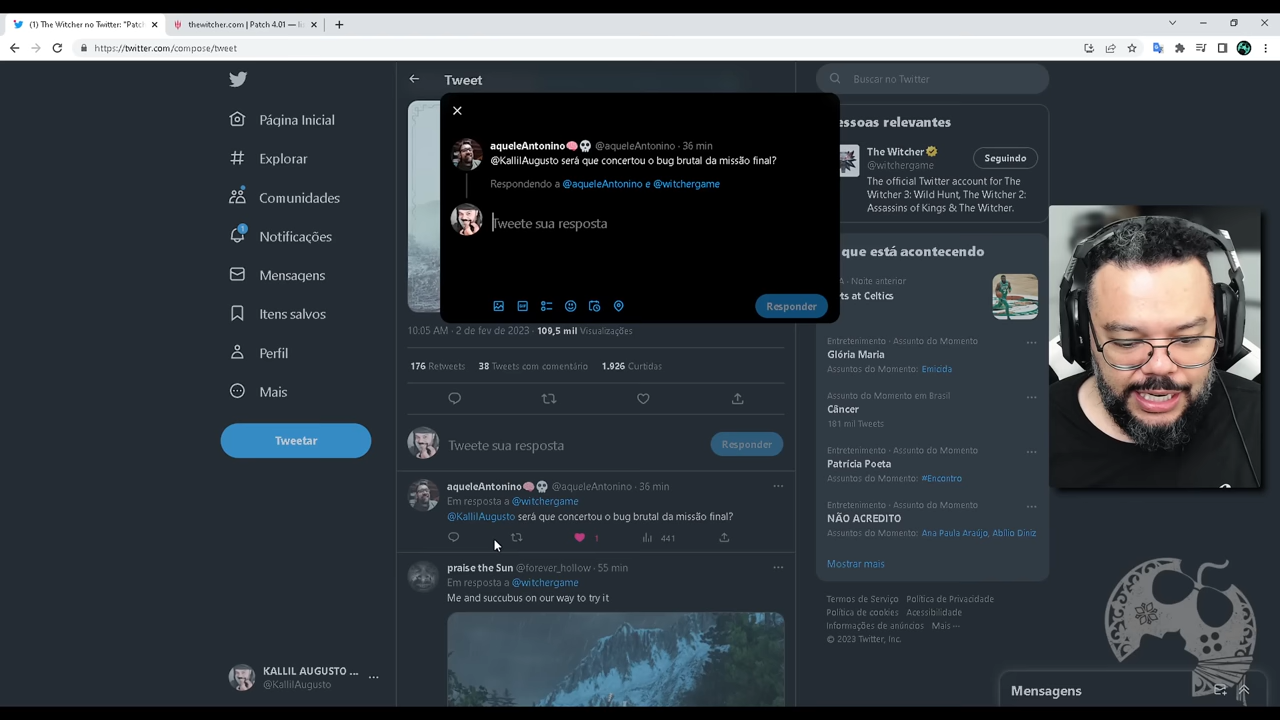 (1) The Witcher no Twitter: "Patc
thewitcher.com | Patch 4.01 —
https://twitter.com/compose/tweet
Página Inicial
Explorar
Comunidades
1
Notificações
Mensagens
Itens salvos
Perfil
Mais
Tweetar
KALLIL AUGUSTO ...
@KallilAugusto
Tweet
aqueleAntonino🧠💀 @aqueleAntonino · 36 min
@KallilAugusto será que concertou o bug brutal da missão final?
Respondendo a @aqueleAntonino e @witchergame
Tweete sua resposta
Responder
10:05 AM · 2 de fev de 2023 · 109,5 mil Visualizações
176 Retweets 38 Tweets com comentário 1.926 Curtidas
Tweete sua resposta
Responder
aqueleAntonino🧠💀 @aqueleAntonino · 36 min
Em resposta a @witchergame
@KallilAugusto será que concertou o bug brutal da missão final?
1 441
praise the Sun @forever_hollow · 55 min
Em resposta a @witchergame
Me and succubus on our way to try it
Buscar no Twitter
essoas relevantes
The Witcher
@witchergame
Seguindo
The official Twitter account for The
Witcher 3: Wild Hunt, The Witcher 2:
Assassins of Kings & The Witcher.
que está acontecendo
A · Noite anterior
ts at Celtics
Entretenimento · Assunto do Momento
Glória Maria
Assuntos do Momento: Emicida
Assunto do Momento em Brasil
Câncer
181 mil Tweets
Entretenimento · Assunto do Momento
Patrícia Poeta
Assuntos do Momento: #Encontro
Entretenimento · Assunto do Momento
NÃO ACREDITO
Assuntos do Momento: Ana Paula Araújo, Abílio Diniz
Mostrar mais
Termos de Serviço Política de Privacidade
Política de cookies Acessibilidade
Informações de anúncios Mais ···
© 2023 Twitter, Inc.
Mensagens